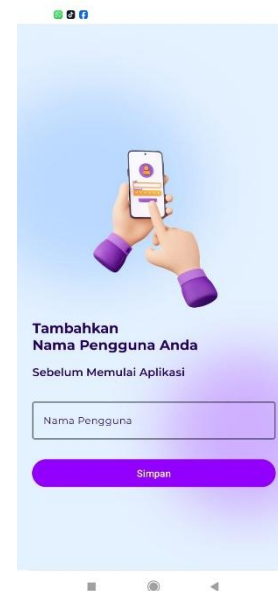 Tambahkan
Nama Pengguna Anda
Sebelum Memulai Aplikasi
Nama Pengguna
Simpan